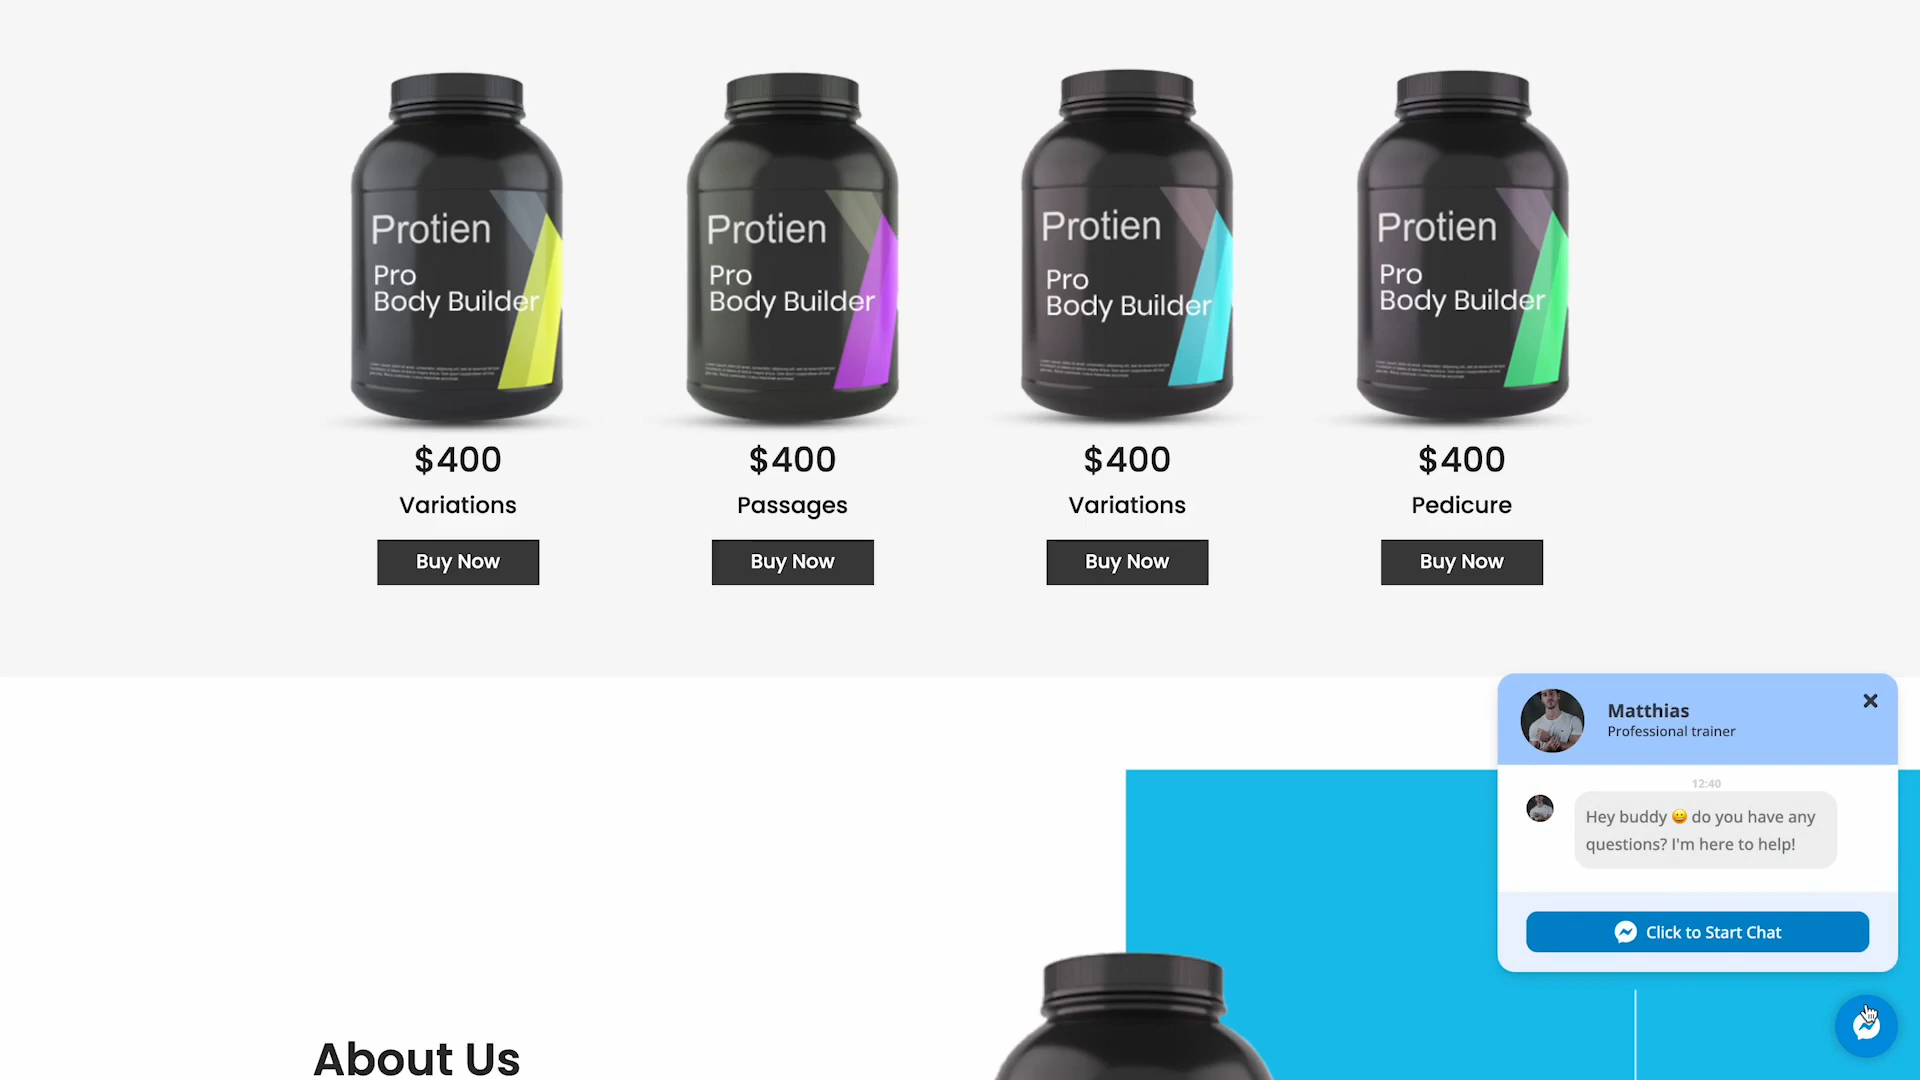 Protien
Pro
Body Builder
$400
Variations
Buy Now
Protien
Pro
Body Builder
$400
Passages
Buy Now
Protien
Pro
Body Builder
$400
Variations
Buy Now
Protien
Pro
Body Builder
$400
Pedicure
Buy Now
Matthias
Professional trainer
12:40
Hey buddy 😀 do you have any
questions? I'm here to help!
Click to Start Chat
About Us